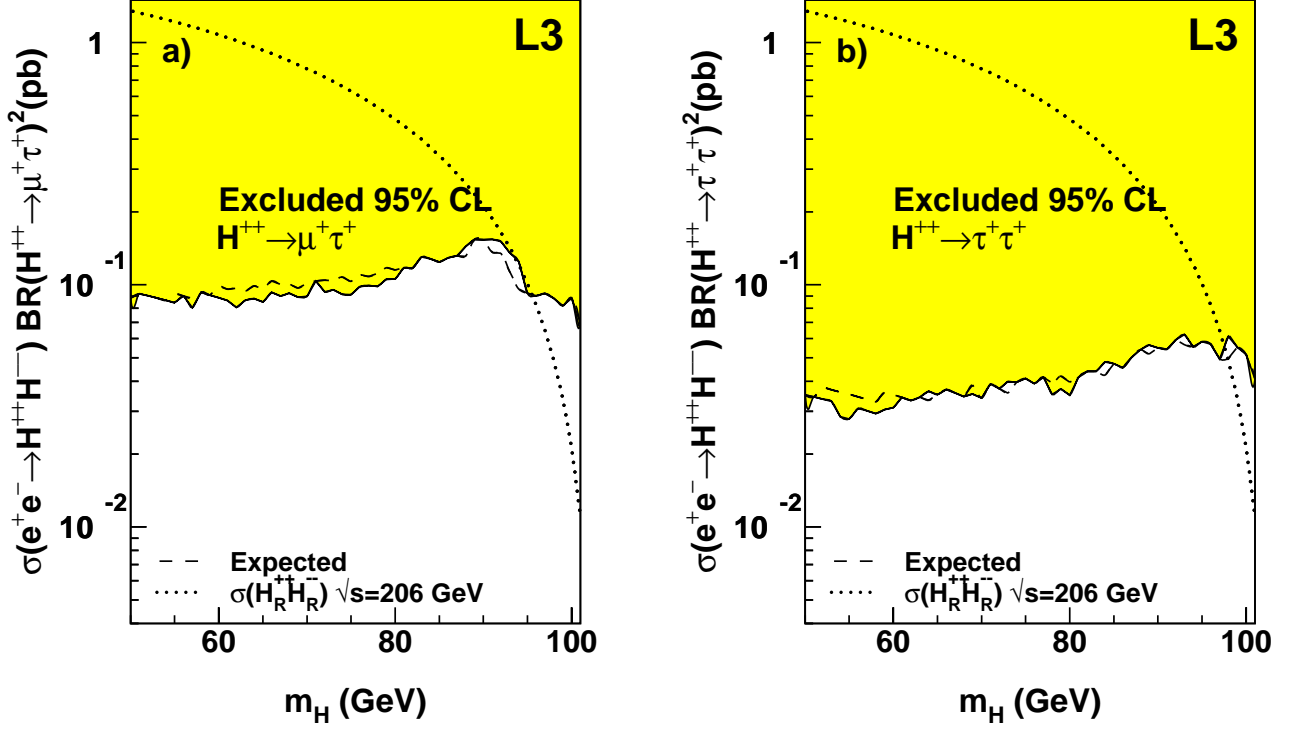 σ(e⁺e⁻→H⁺⁺H⁻⁻) BR(H⁺⁺→μ⁺τ⁺)²(pb)
a)
L3
1
Excluded 95% CL
H⁺⁺→μ⁺τ⁺
10⁻¹
10⁻²
Expected
σ(H_R⁺⁺H_R⁻⁻) √s=206 GeV
60 80 100
m_H (GeV)
σ(e⁺e⁻→H⁺⁺H⁻⁻) BR(H⁺⁺→τ⁺τ⁺)²(pb)
b)
L3
1
Excluded 95% CL
H⁺⁺→τ⁺τ⁺
10⁻¹
10⁻²
Expected
σ(H_R⁺⁺H_R⁻⁻) √s=206 GeV
60 80 100
m_H (GeV)